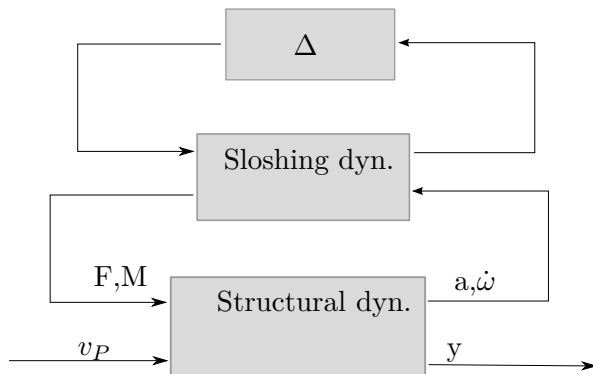 Δ
Sloshing dyn.
F,M
Structural dyn.
a,ω̇
v_P
y